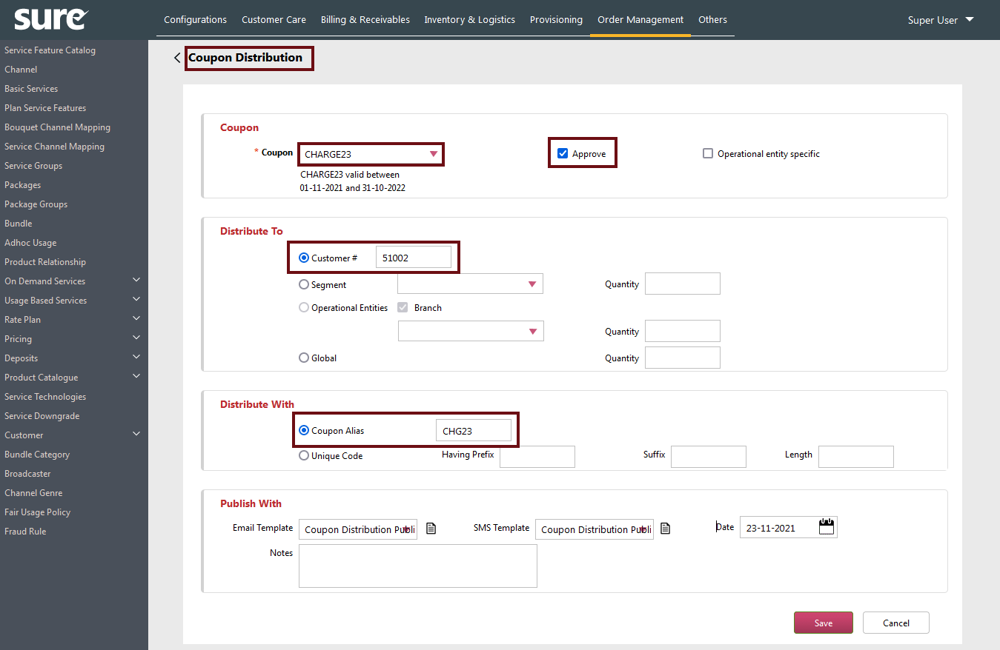 sure
Configurations Customer Care Billing & Receivables Inventory & Logistics Provisioning Order Management Others
Super User
Service Feature Catalog
Channel
Basic Services
Plan Service Features
Bouquet Channel Mapping
Service Channel Mapping
Service Groups
Packages
Package Groups
Bundle
Adhoc Usage
Product Relationship
On Demand Services
Usage Based Services
Rate Plan
Pricing
Deposits
Product Catalogue
Service Technologies
Service Downgrade
Customer
Bundle Category
Broadcaster
Channel Genre
Fair Usage Policy
Fraud Rule
Coupon Distribution
Coupon
* Coupon CHARGE23 Approve Operational entity specific
CHARGE23 valid between
01-11-2021 and 31-10-2022
Distribute To
Customer # 51002
Segment Quantity
Operational Entities Branch
Quantity
Global Quantity
Distribute With
Coupon Alias CHG23
Unique Code Having Prefix Suffix Length
Publish With
Email Template Coupon Distribution Publi SMS Template Coupon Distribution Publi Date 23-11-2021
Notes
Save Cancel